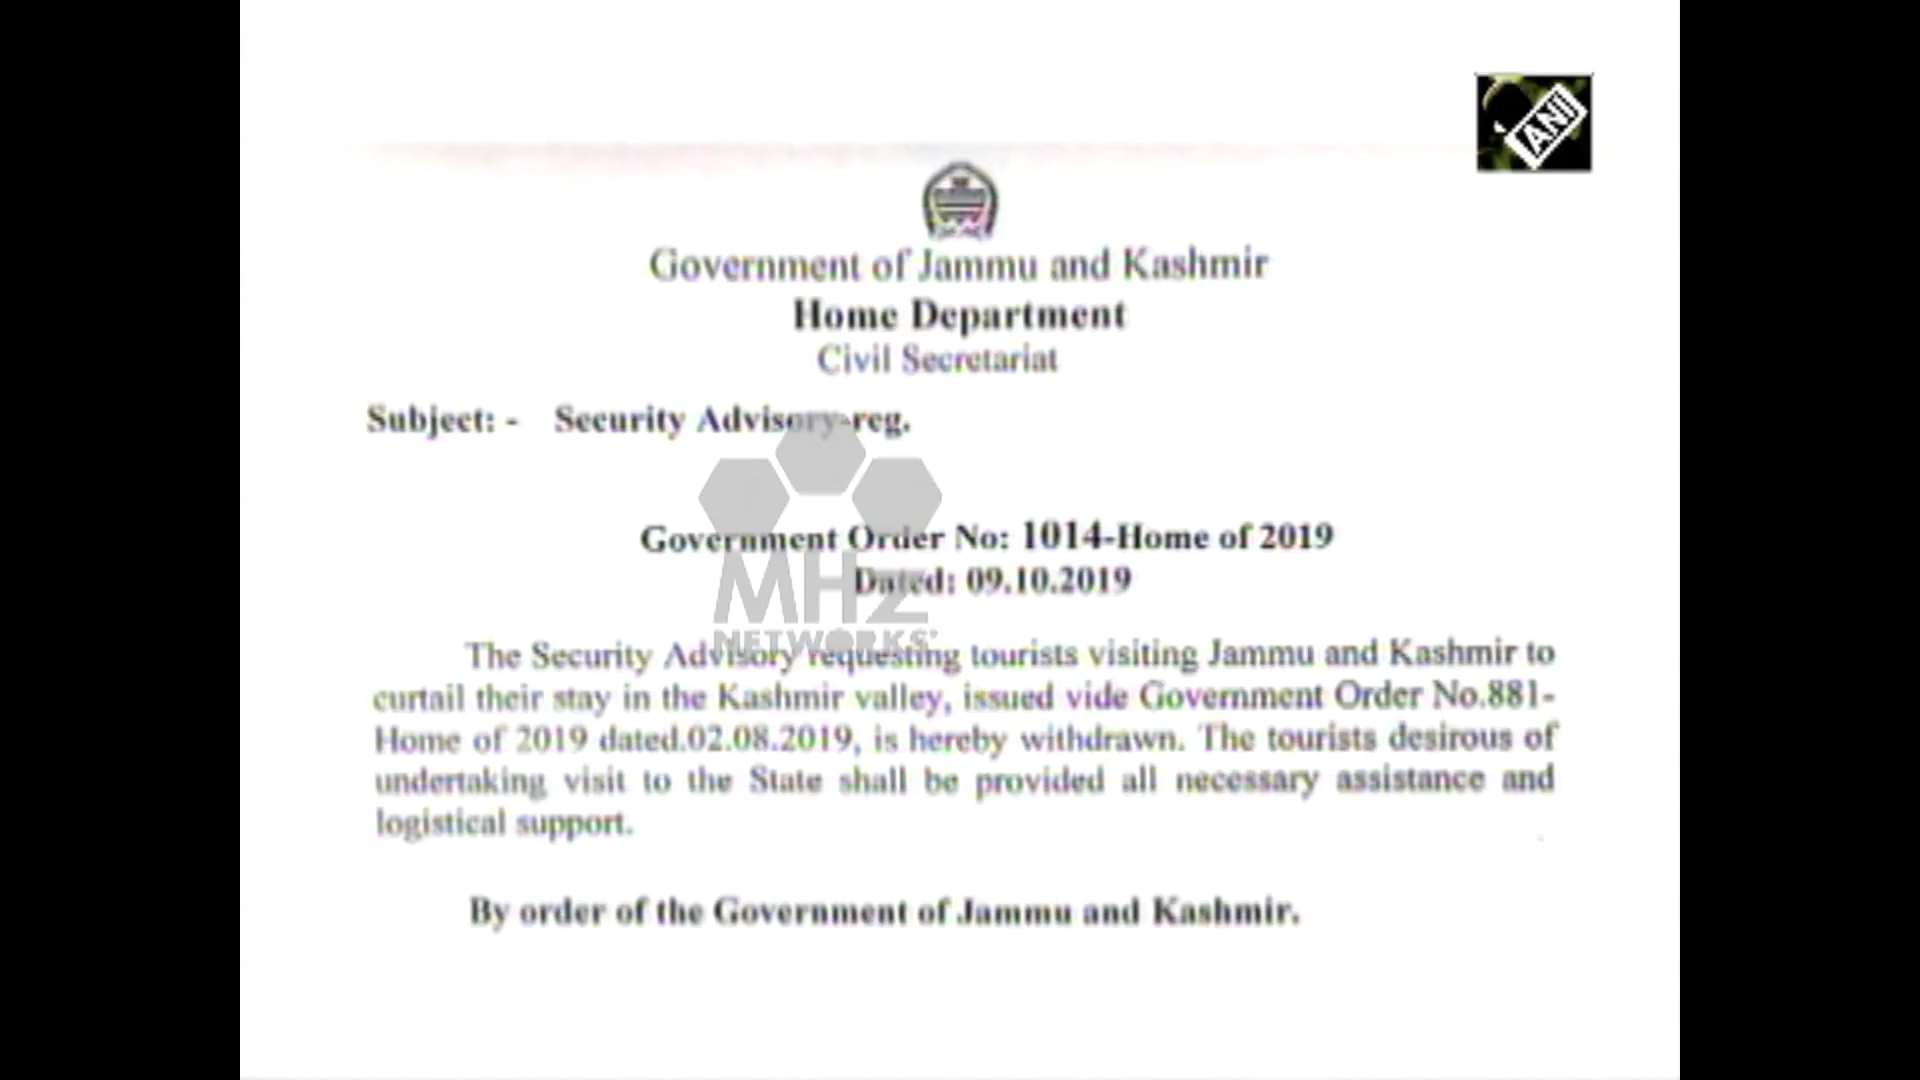 ANI
Government of Jammu and Kashmir
Home Department
Civil Secretariat
Subject: - Security Advisory-reg.
Government Order No: 1014-Home of 2019
Dated: 09.10.2019
MHz
NETWORKS
The Security Advisory requesting tourists visiting Jammu and Kashmir to
curtail their stay in the Kashmir valley, issued vide Government Order No.881-
Home of 2019 dated.02.08.2019, is hereby withdrawn. The tourists desirous of
undertaking visit to the State shall be provided all necessary assistance and
logistical support.
By order of the Government of Jammu and Kashmir.